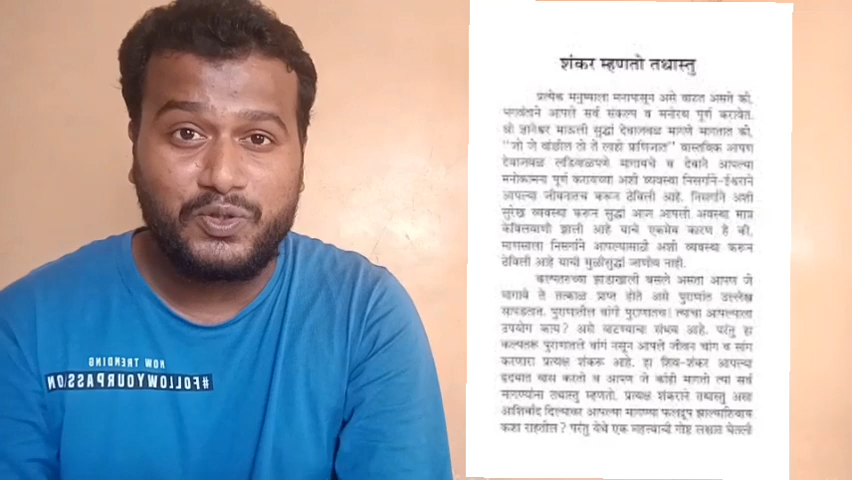 NOW TRENDING
#FOLLOWYOURPASSION
शंकर म्हणतो तथास्तु
प्रत्येक मनुष्याला मनापासून असे वाटत असते की,
भगवंताने आपले सर्व संकल्प व मनोरथ पूर्ण करावेत.
श्री ज्ञानेश्वर माऊली सुद्धां देवाजवळ मागणे मागतात की,
"जो जे वांछील तो तें लाहो प्राणिजात" वास्तविक आपण
देवाजवळ लडिवाळपणे मागायचे व देवाने आपल्या
मनोकामना पूर्ण करायच्या अशी व्यवस्था निसर्गाने-ईश्वराने
आपल्या जीवनातच करून ठेविली आहे. निसर्गाने अशी
सुरेख व्यवस्था करून सुद्धां आज आपली अवस्था मात्र
केविलवाणी झाली आहे याचे एकमेव कारण हे की,
माणसाला निसर्गाने आपल्यासाठी अशी व्यवस्था करून
ठेविली आहे याची मुळीसुद्धां जाणीव नाही.
कल्पतरूच्या झाडाखाली बसले असता आपण जे
मागावे ते तत्काळ प्राप्त होते असे पुराणांत उल्लेख
सापडतात. पुराणातील वांगी पुराणातच! त्याचा आपल्याला
उपयोग काय? असे वाटण्याचा संभव आहे. परंतु हा
कल्पतरू पुराणातले वांगं नसून आपले जीवन चांग व सांग
करणारा प्रत्यक्ष शंकरू आहे. हा शिव-शंकर आपल्या
हृदयात वास करतो व आपण जे कांही मागतो त्या सर्व
मागण्यांना तथास्तु म्हणतो. प्रत्यक्ष शंकराने तथास्तु असा
आशिर्वाद दिल्यावर आपल्या मागण्या फलद्रूप झाल्याशिवाय
कशा राहतील? परंतु येथे एक महत्त्वाची गोष्ट लक्षात घेतली